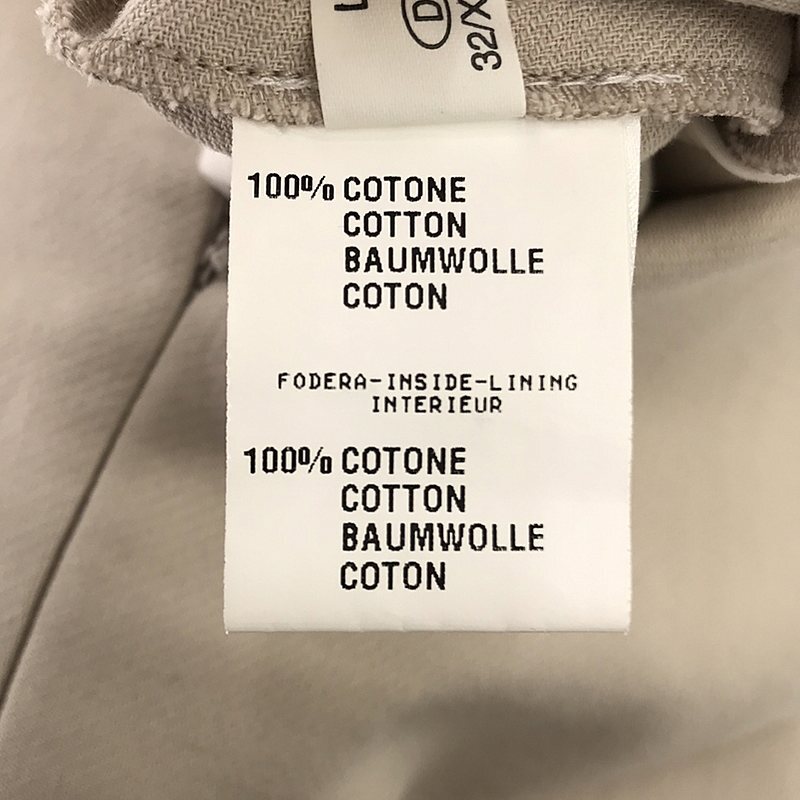 D
32/X
100% COTONE
COTTON
BAUMWOLLE
COTON
FODERA-INSIDE-LINING
INTERIEUR
100% COTONE
COTTON
BAUMWOLLE
COTON